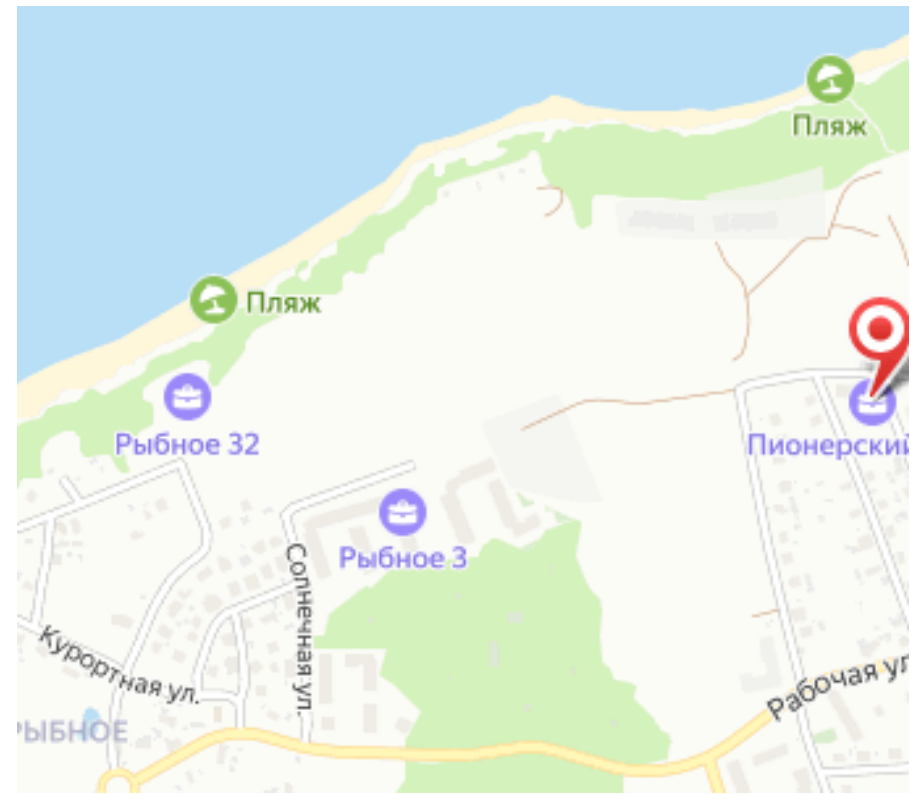 Пляж
Пляж
Рыбное 32
Пионерский
Рыбное 3
Солнечная ул.
Курортная ул.
Рабочая ул
РЫБНОЕ